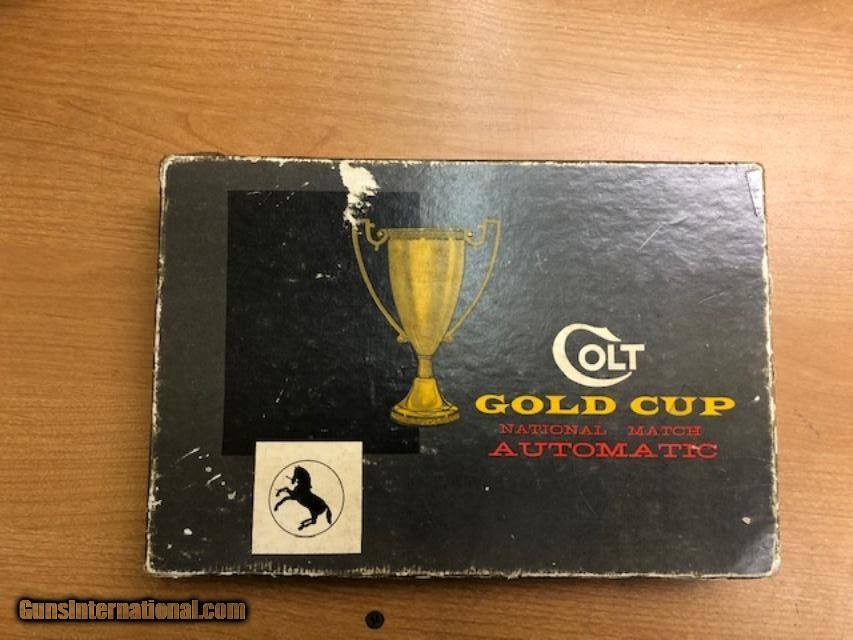 COLT
GOLD CUP
NATIONAL MATCH
AUTOMATIC
GunsInternational.com